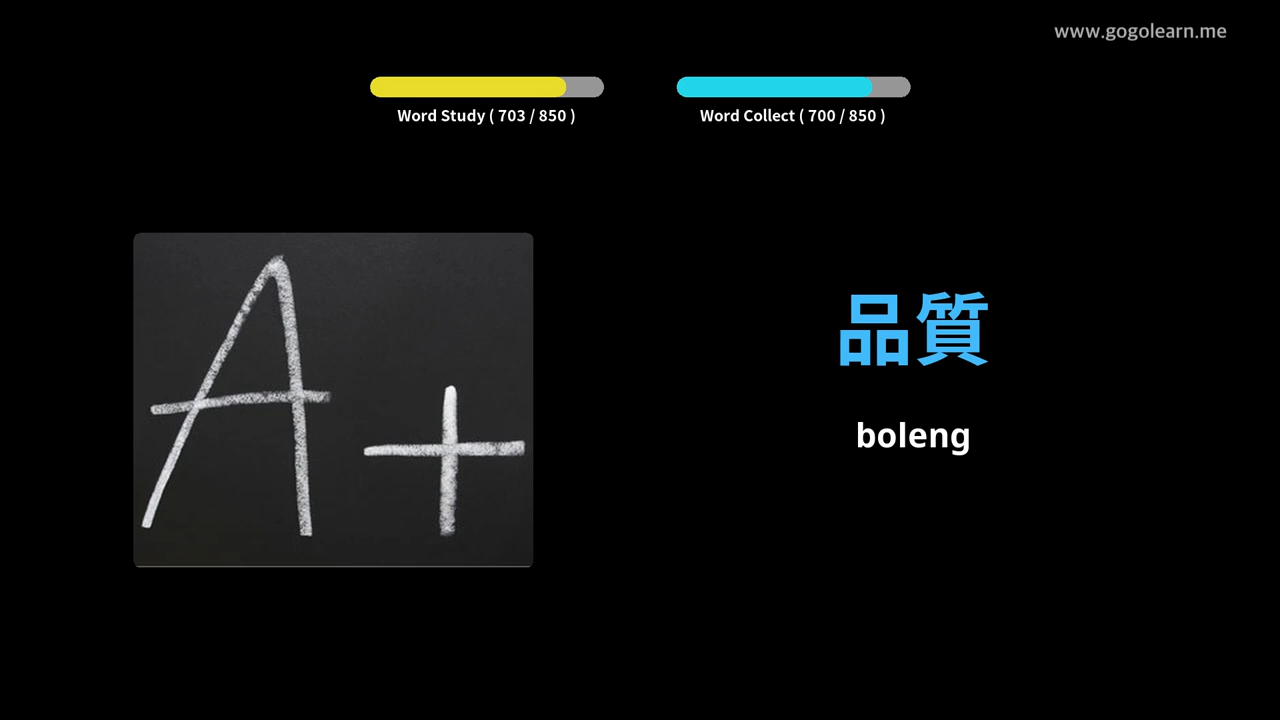 www.gogolearn.me
Word Study ( 703 / 850 )
Word Collect ( 700 / 850 )
A+
品質
boleng